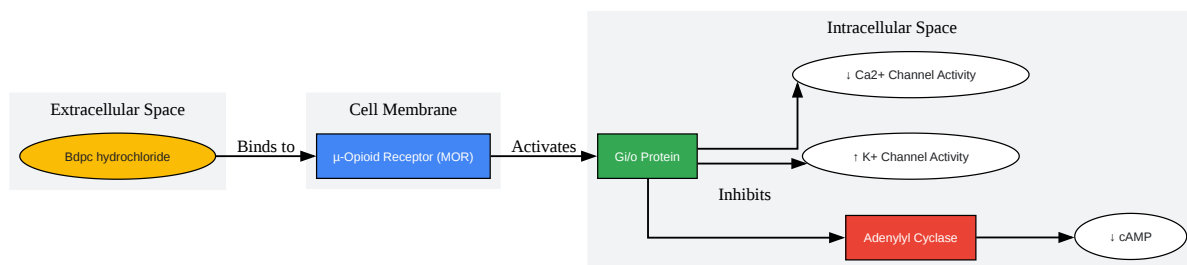 Extracellular Space
Bdpc hydrochloride
Binds to
Cell Membrane
µ-Opioid Receptor (MOR)
Activates
Intracellular Space
Gi/o Protein
↓ Ca2+ Channel Activity
↑ K+ Channel Activity
Inhibits
Adenylyl Cyclase
↓ cAMP